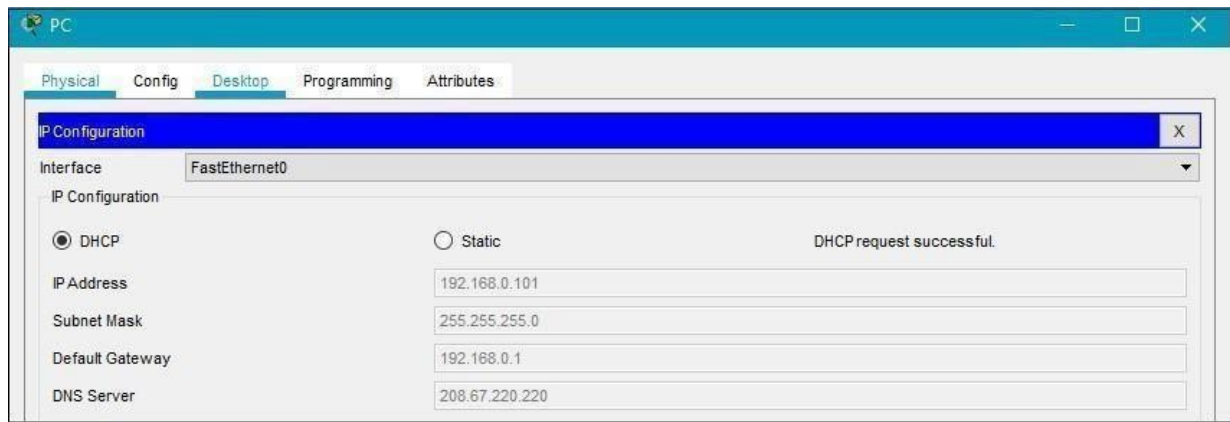 PC
Physical Config Desktop Programming Attributes
IP Configuration X
Interface FastEthernet0
IP Configuration
DHCP Static DHCP request successful.
IP Address 192.168.0.101
Subnet Mask 255.255.255.0
Default Gateway 192.168.0.1
DNS Server 208.67.220.220